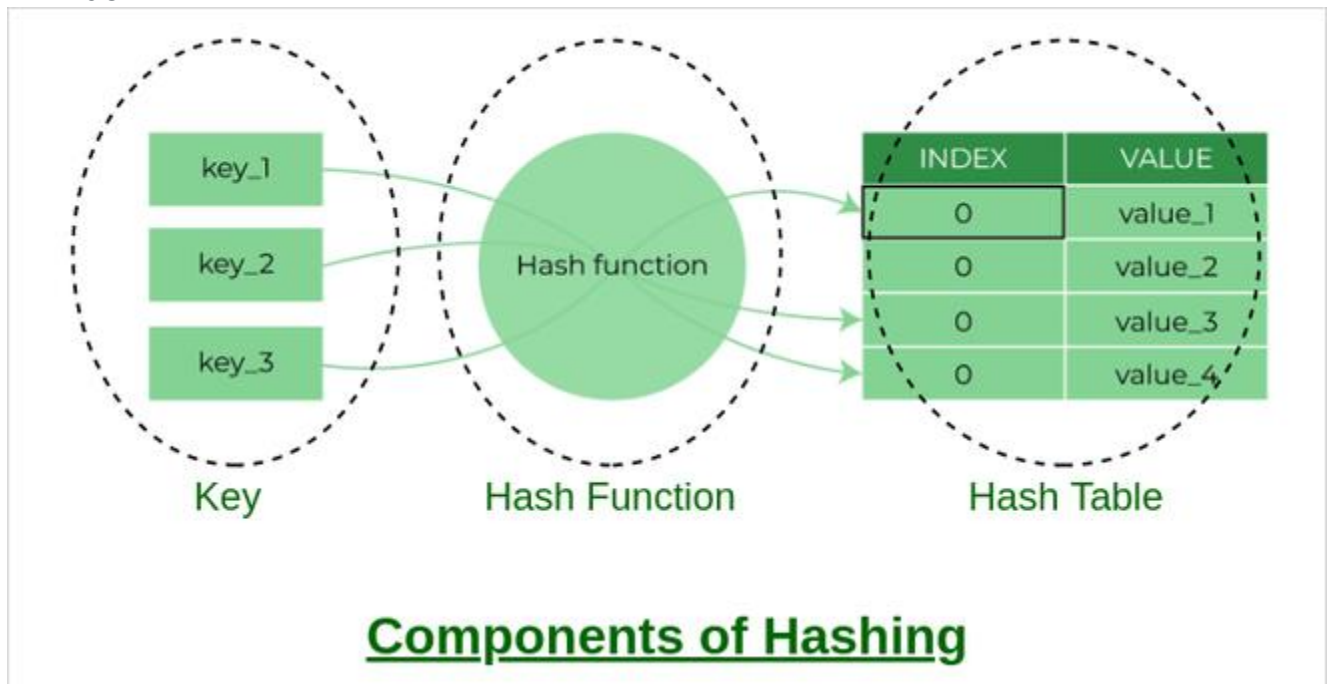 key_1
key_2
key_3
Hash function
INDEX VALUE
0 value_1
0 value_2
0 value_3
0 value_4
Key Hash Function Hash Table
Components of Hashing